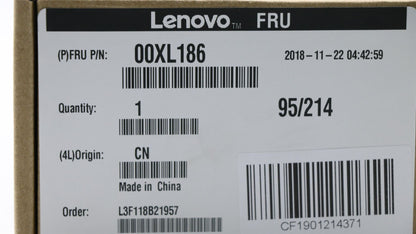 Lenovo™ FRU
(P)FRU P/N: 00XL186 2018-11-22 04:42:59
Quantity: 1 95/214
(4L)Origin: CN
Made in China
Order: L3F118B21957
CF1901214371